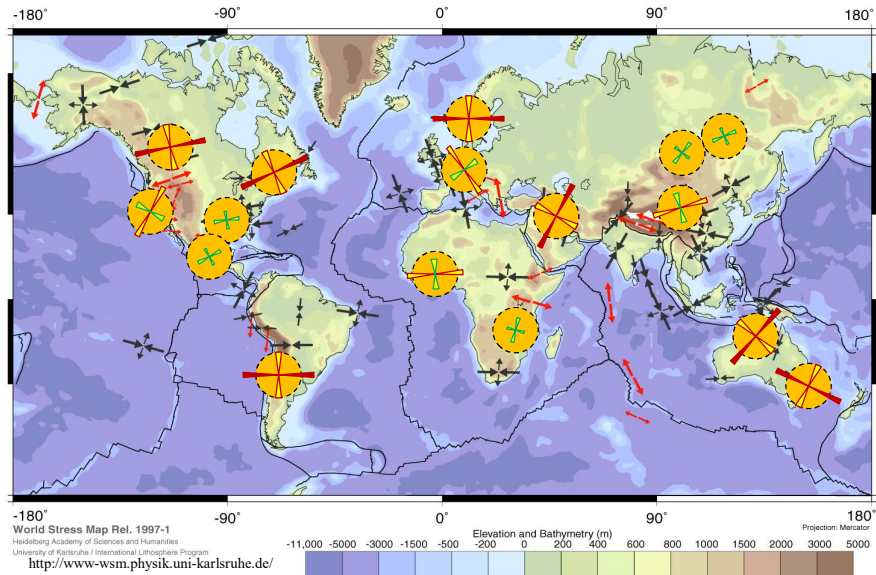 -180° -90° 0° 90° 180°
-180° -90° 0° 90° 180°
World Stress Map Rel. 1997-1
Heidelberg Academy of Sciences and Humanities
University of Karlsruhe / International Lithosphere Program
http://www-wsm.physik.uni-karlsruhe.de/
Projection: Mercator
Elevation and Bathymetry (m)
-11,000 -5000 -3000 -1500 -500 -200 0 200 400 600 800 1000 1500 2000 3000 5000